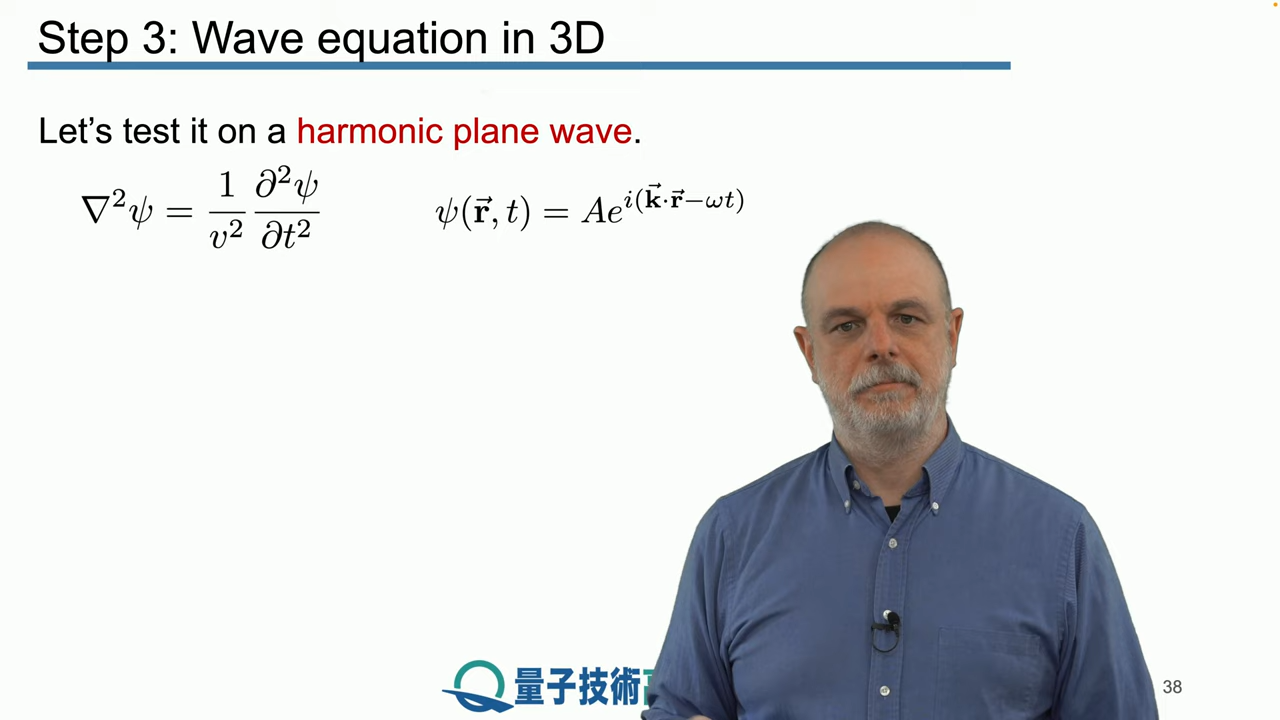 Step 3: Wave equation in 3D
Let's test it on a harmonic plane wave.
∇²ψ = 1/v² ∂²ψ/∂t²
ψ(r⃗, t) = Ae^{i(k⃗·r⃗−ωt)}
量子技術
38